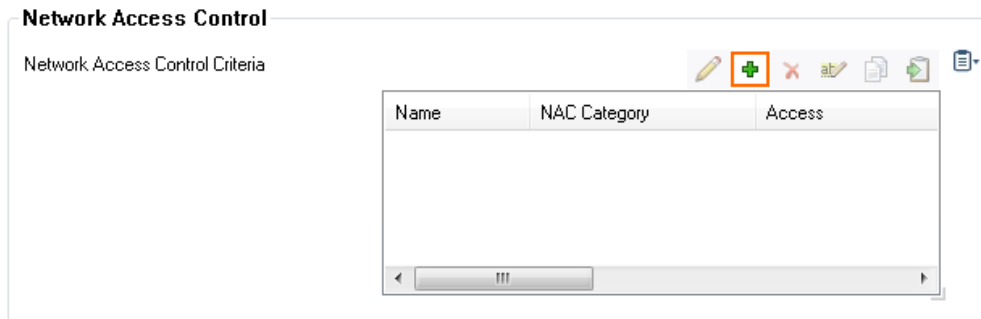 Network Access Control
Network Access Control Criteria
Name NAC Category Access